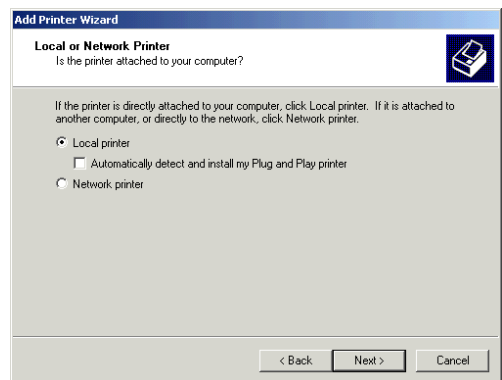 Add Printer Wizard
Local or Network Printer
Is the printer attached to your computer?
If the printer is directly attached to your computer, click Local printer. If it is attached to
another computer, or directly to the network, click Network printer.
Local printer
Automatically detect and install my Plug and Play printer
Network printer
< Back Next > Cancel